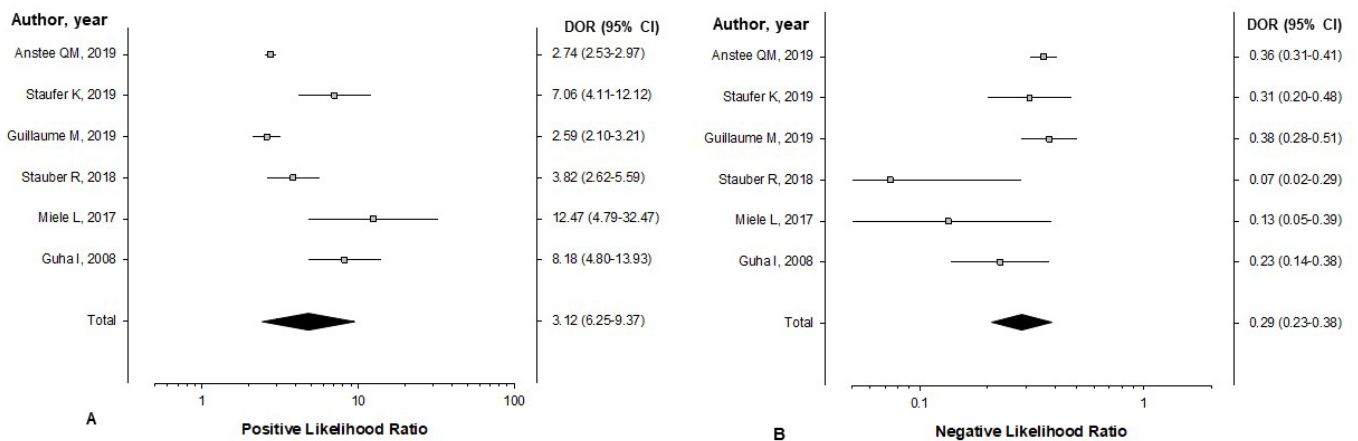 Author, year DOR (95% CI)
Anstee QM, 2019 2.74 (2.53-2.97)
Staufer K, 2019 7.06 (4.11-12.12)
Guillaume M, 2019 2.59 (2.10-3.21)
Stauber R, 2018 3.82 (2.62-5.59)
Miele L, 2017 12.47 (4.79-32.47)
Guha I, 2008 8.18 (4.80-13.93)
Total 3.12 (6.25-9.37)
1 10 100
A Positive Likelihood Ratio
Author, year DOR (95% CI)
Anstee QM, 2019 0.36 (0.31-0.41)
Staufer K, 2019 0.31 (0.20-0.48)
Guillaume M, 2019 0.38 (0.28-0.51)
Stauber R, 2018 0.07 (0.02-0.29)
Miele L, 2017 0.13 (0.05-0.39)
Guha I, 2008 0.23 (0.14-0.38)
Total 0.29 (0.23-0.38)
0.1 1
B Negative Likelihood Ratio